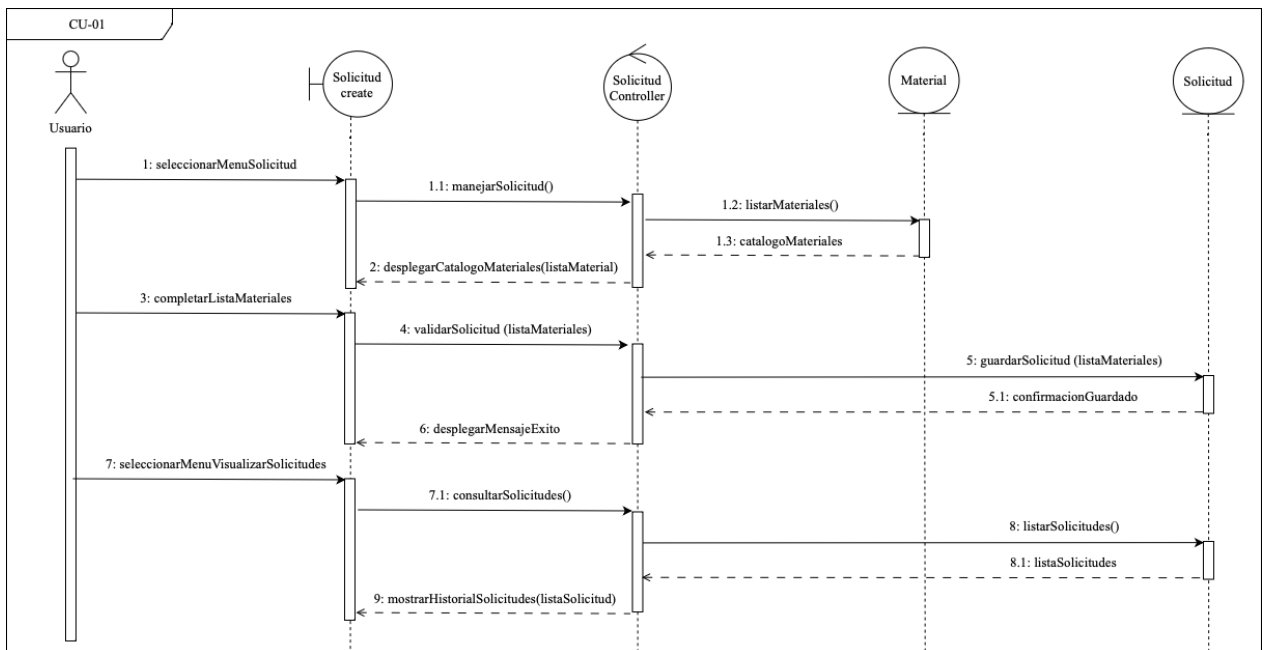 CU-01
Usuario
Solicitud
create
Solicitud
Controller
Material
Solicitud
1: seleccionarMenuSolicitud
1.1: manejarSolicitud()
1.2: listarMateriales()
1.3: catalogoMateriales
2: desplegarCatalogoMateriales(listaMaterial)
3: completarListaMateriales
4: validarSolicitud (listaMateriales)
5: guardarSolicitud (listaMateriales)
5.1: confirmacionGuardado
6: desplegarMensajeExito
7: seleccionarMenuVisualizarSolicitudes
7.1: consultarSolicitudes()
8: listarSolicitudes()
8.1: listaSolicitudes
9: mostrarHistorialSolicitudes(listaSolicitud)